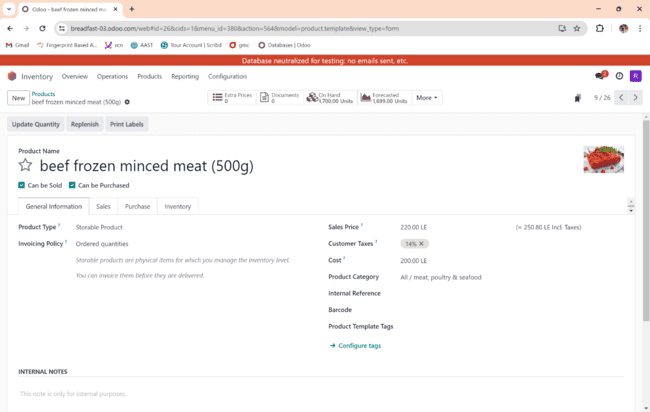 Odoo - beef frozen minced m
breadfast-03.odoo.com/web#id=26&cids=1&menu_id=380&action=564&model=product.template&view_type=form
Gmail Fingerprint Based A... vcn AAST Your Account | Scribd gmc Databases | Odoo
Database neutralized for testing: no emails sent, etc.
Inventory Overview Operations Products Reporting Configuration 2 R
New Products
beef frozen minced meat (500g)
Extra Prices 0
Documents 0
On Hand 1,700.00 Units
Forecasted 1,699.00 Units
More
9 / 26
Update Quantity Replenish Print Labels
Product Name
beef frozen minced meat (500g)
Can be Sold Can be Purchased
General Information Sales Purchase Inventory
Product Type ? Storable Product
Invoicing Policy ? Ordered quantities
Storable products are physical items for which you manage the inventory level.
You can invoice them before they are delivered.
Sales Price ? 220.00 LE (= 250.80 LE Incl. Taxes)
Customer Taxes ? 14%
Cost ? 200.00 LE
Product Category All / meat, poultry & seafood
Internal Reference
Barcode
Product Template Tags
Configure tags
INTERNAL NOTES
This note is only for internal purposes.